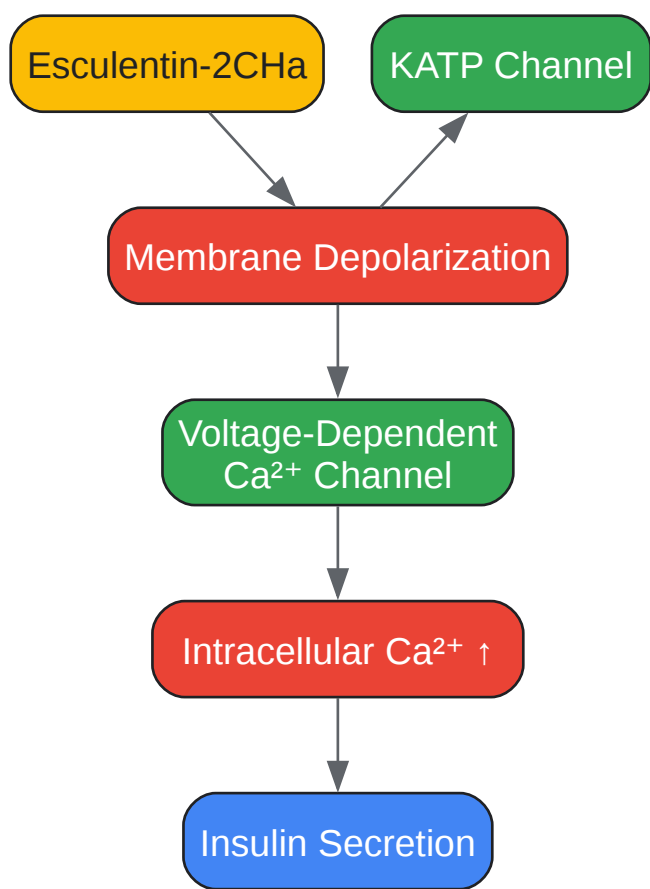 Esculentin-2CHa
KATP Channel
Membrane Depolarization
Voltage-Dependent
Ca²⁺ Channel
Intracellular Ca²⁺ ↑
Insulin Secretion